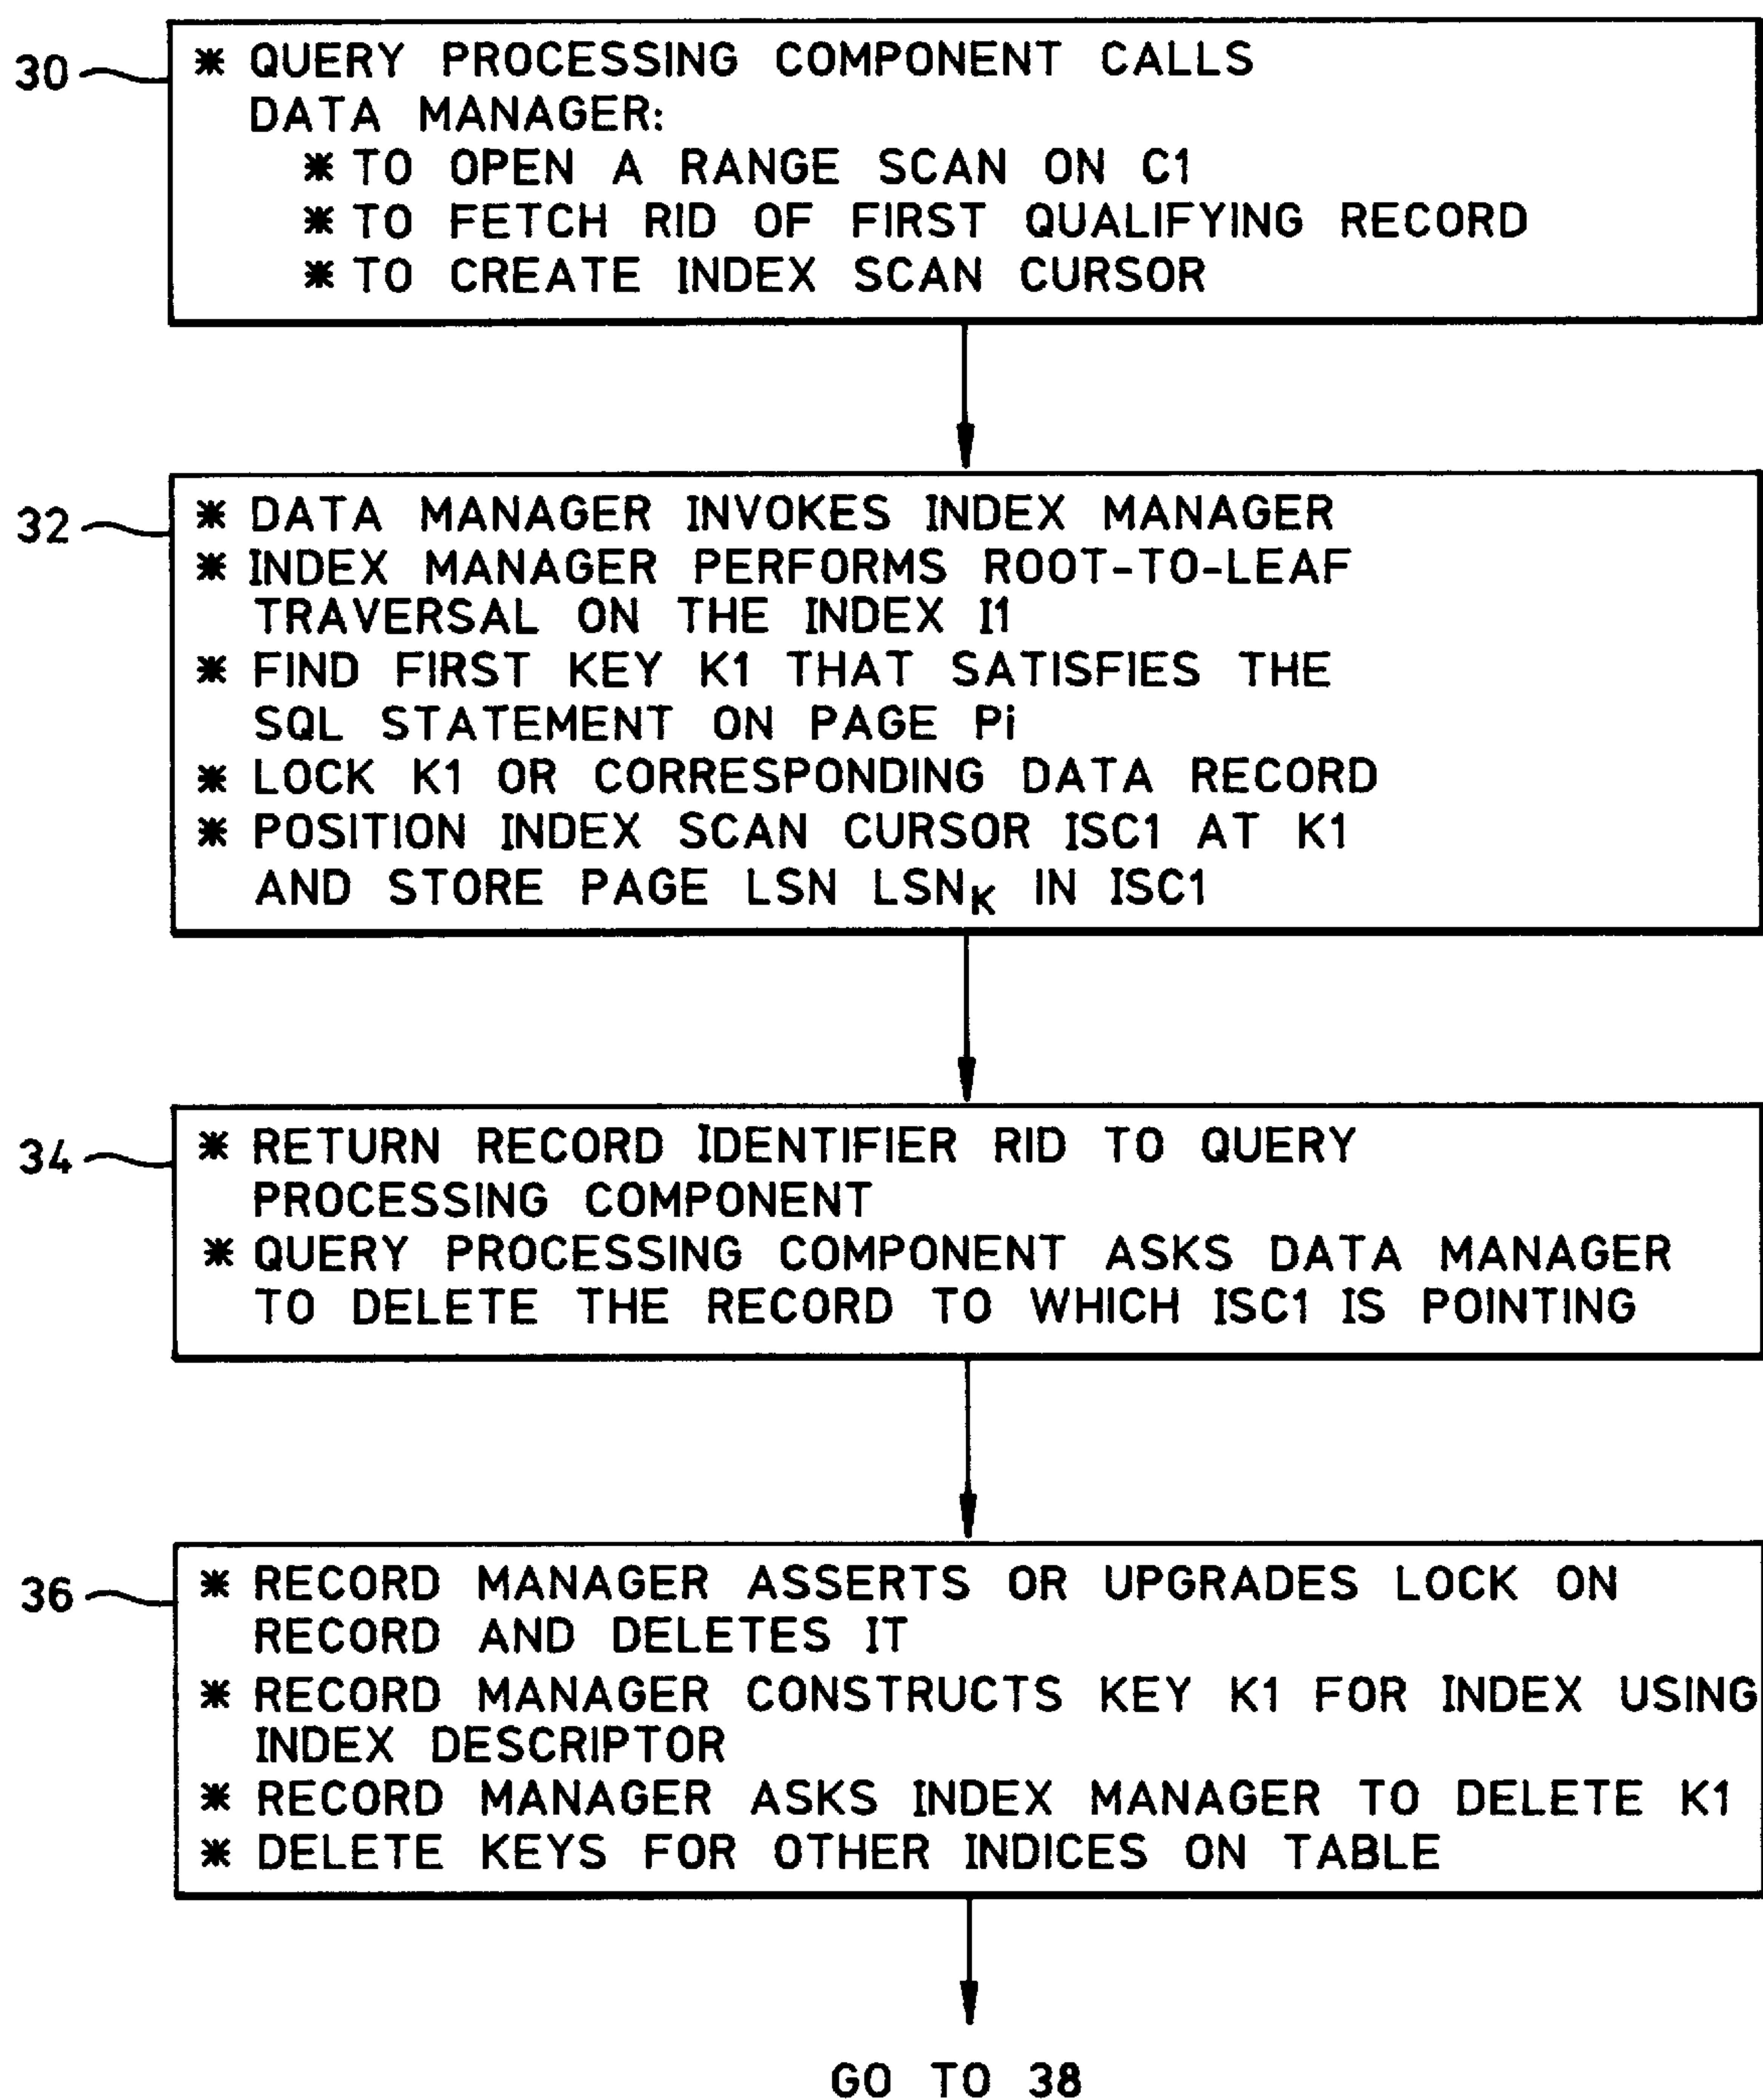 30
* QUERY PROCESSING COMPONENT CALLS
DATA MANAGER:
* TO OPEN A RANGE SCAN ON C1
* TO FETCH RID OF FIRST QUALIFYING RECORD
* TO CREATE INDEX SCAN CURSOR
32
* DATA MANAGER INVOKES INDEX MANAGER
* INDEX MANAGER PERFORMS ROOT-TO-LEAF
TRAVERSAL ON THE INDEX I1
* FIND FIRST KEY K1 THAT SATISFIES THE
SQL STATEMENT ON PAGE Pi
* LOCK K1 OR CORRESPONDING DATA RECORD
* POSITION INDEX SCAN CURSOR ISC1 AT K1
AND STORE PAGE LSN LSNK IN ISC1
34
* RETURN RECORD IDENTIFIER RID TO QUERY
PROCESSING COMPONENT
* QUERY PROCESSING COMPONENT ASKS DATA MANAGER
TO DELETE THE RECORD TO WHICH ISC1 IS POINTING
36
* RECORD MANAGER ASSERTS OR UPGRADES LOCK ON
RECORD AND DELETES IT
* RECORD MANAGER CONSTRUCTS KEY K1 FOR INDEX USING
INDEX DESCRIPTOR
* RECORD MANAGER ASKS INDEX MANAGER TO DELETE K1
* DELETE KEYS FOR OTHER INDICES ON TABLE
GO TO 38